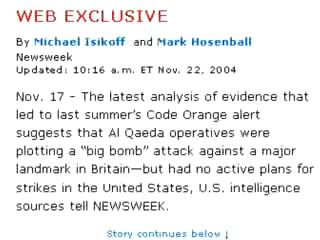 WEB EXCLUSIVE
By Michael Isikoff and Mark Hosenball
Newsweek
Updated: 10:16 a.m. ET Nov. 22, 2004
Nov. 17 - The latest analysis of evidence that
led to last summer's Code Orange alert
suggests that Al Qaeda operatives were
plotting a “big bomb” attack against a major
landmark in Britain—but had no active plans for
strikes in the United States, U.S. intelligence
sources tell NEWSWEEK.
Story continues below ↓